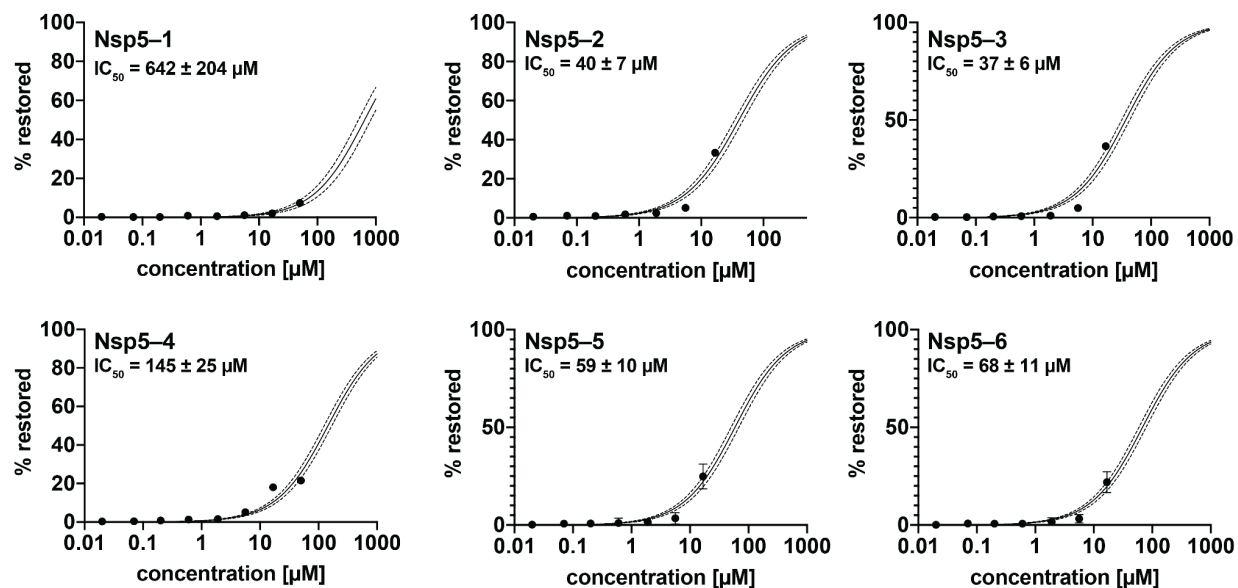 Nsp5–1
IC50 = 642 ± 204 µM
% restored
100
80
60
40
20
0
0.01 0.1 1 10 100 1000
concentration [µM]
Nsp5–2
IC50 = 40 ± 7 µM
% restored
100
80
60
40
20
0
0.01 0.1 1 10 100
concentration [µM]
Nsp5–3
IC50 = 37 ± 6 µM
% restored
100
50
0
0.01 0.1 1 10 100 1000
concentration [µM]
Nsp5–4
IC50 = 145 ± 25 µM
% restored
100
80
60
40
20
0
0.01 0.1 1 10 100 1000
concentration [µM]
Nsp5–5
IC50 = 59 ± 10 µM
% restored
100
50
0
0.01 0.1 1 10 100 1000
concentration [µM]
Nsp5–6
IC50 = 68 ± 11 µM
% restored
100
50
0
0.01 0.1 1 10 100 1000
concentration [µM]